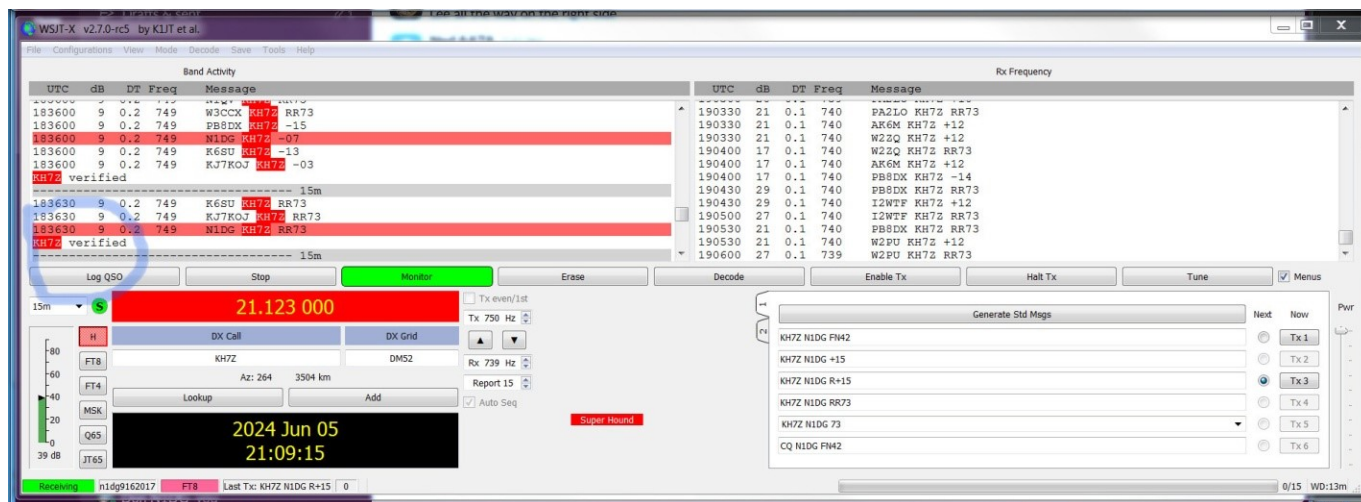 WSJT-X v2.7.0-rc5 by K1JT et al.
File Configurations View Mode Decode Save Tools Help
Band Activity
UTC dB DT Freq Message
W3CCX KH7Z RR73
183600 9 0.2 749 W3CCX KH7Z RR73
183600 9 0.2 749 PB8DX KH7Z -15
183600 9 0.2 749 N1DG KH7Z -07
183600 9 0.2 749 K6SU KH7Z -13
183600 9 0.2 749 KJ7KOJ KH7Z -03
KH7Z verified
15m
183630 9 0.2 749 K6SU KH7Z RR73
183630 9 0.2 749 KJ7KOJ KH7Z RR73
183630 9 0.2 749 N1DG KH7Z RR73
KH7Z verified
15m
Rx Frequency
UTC dB DT Freq Message
190330 21 0.1 740 PA2LO KH7Z RR73
190330 21 0.1 740 AK6M KH7Z +12
190330 21 0.1 740 W2ZQ KH7Z +12
190400 17 0.1 740 W2ZQ KH7Z RR73
190400 17 0.1 740 AK6M KH7Z +12
190400 17 0.1 740 PB8DX KH7Z -14
190430 29 0.1 740 PB8DX KH7Z RR73
190430 29 0.1 740 I2WTF KH7Z +12
190500 27 0.1 740 I2WTF KH7Z RR73
190530 21 0.1 740 PB8DX KH7Z RR73
190530 21 0.1 740 W2PU KH7Z +12
190600 27 0.1 739 W2PU KH7Z RR73
Log QSO Stop Monitor Erase Decode Enable Tx Halt Tx Tune Menus
15m S 21.123 000 Tx even/1st
Tx 750 Hz
H DX Call DX Grid
KH7Z DM52
Rx 739 Hz
Az: 264 3504 km
Report 15
Lookup Add
Auto Seq
FT8
FT4
MSK
Q65
JT65
-80
-60
-40
-20
-0
39 dB
2024 Jun 05
21:09:15
Super Hound
1
2
Generate Std Msgs Next Now Pwr
KH7Z N1DG FN42 Tx 1
KH7Z N1DG +15 Tx 2
KH7Z N1DG R+15 Tx 3
KH7Z N1DG RR73 Tx 4
KH7Z N1DG 73 Tx 5
CQ N1DG FN42 Tx 6
Receiving n1dg9162017 FT8 Last Tx: KH7Z N1DG R+15 0 0/15 WD:13m